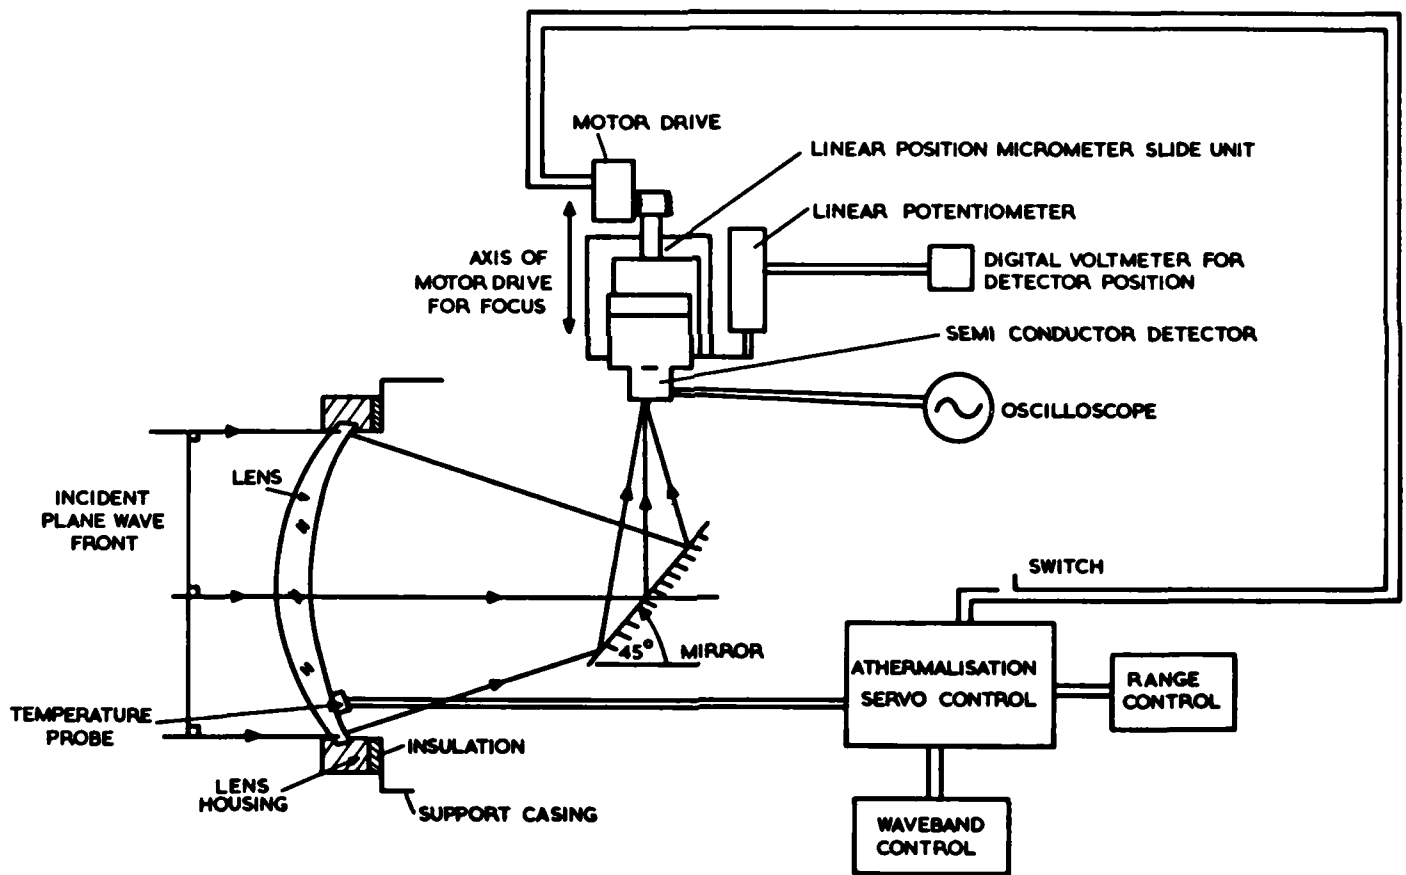 MOTOR DRIVE
LINEAR POSITION MICROMETER SLIDE UNIT
LINEAR POTENTIOMETER
AXIS OF
MOTOR DRIVE
FOR FOCUS
DIGITAL VOLTMETER FOR
DETECTOR POSITION
SEMI CONDUCTOR DETECTOR
OSCILLOSCOPE
LENS
INCIDENT
PLANE WAVE
FRONT
SWITCH
45°
MIRROR
ATHERMALISATION
SERVO CONTROL
RANGE
CONTROL
TEMPERATURE
PROBE
INSULATION
LENS
HOUSING
SUPPORT CASING
WAVEBAND
CONTROL